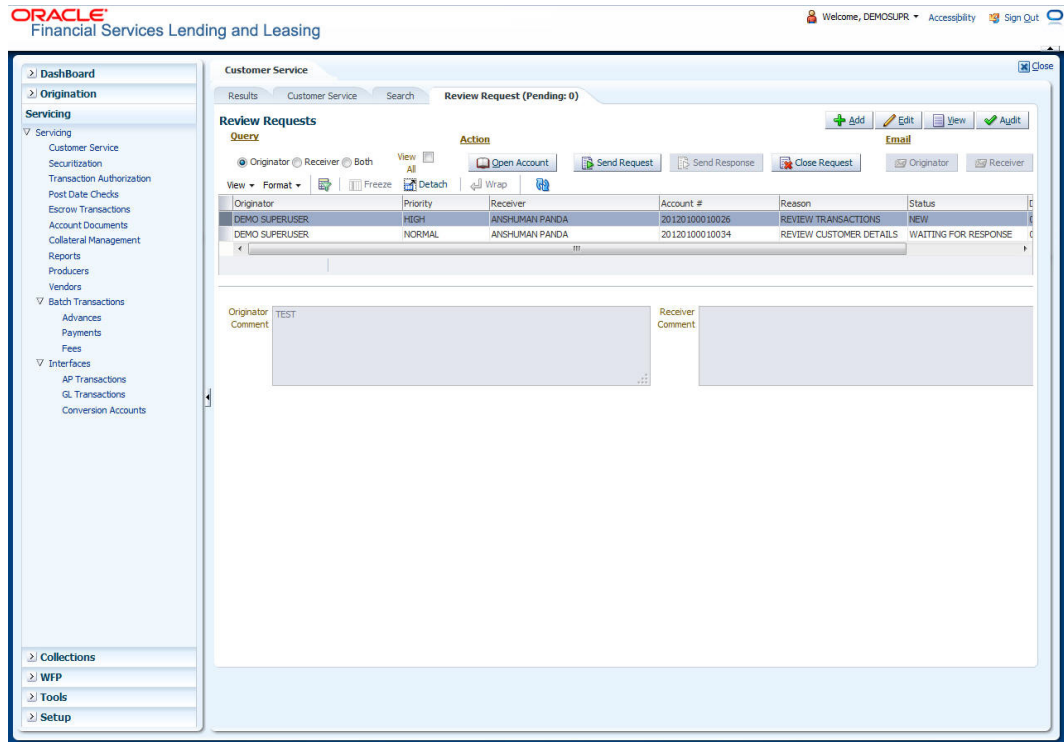 ORACLE
Financial Services Lending and Leasing
Welcome, DEMOSUPR
Accessibility
Sign Out
Close
DashBoard
Origination
Servicing
Servicing
Customer Service
Securitization
Transaction Authorization
Post Date Checks
Escrow Transactions
Account Documents
Collateral Management
Reports
Producers
Vendors
Batch Transactions
Advances
Payments
Fees
Interfaces
AP Transactions
GL Transactions
Conversion Accounts
Collections
WFP
Tools
Setup
Customer Service
Results Customer Service Search Review Request (Pending: 0)
Review Requests
Add Edit View Audit
Query Action Email
Originator Receiver Both View All
Open Account Send Request Send Response Close Request Originator Receiver
View Format Freeze Detach Wrap
Originator Priority Receiver Account # Reason Status D
DEMO SUPERUSER HIGH ANSHUMAN PANDA 20120100010026 REVIEW TRANSACTIONS NEW
DEMO SUPERUSER NORMAL ANSHUMAN PANDA 20120100010034 REVIEW CUSTOMER DETAILS WAITING FOR RESPONSE
Originator Comment
TEST
Receiver Comment